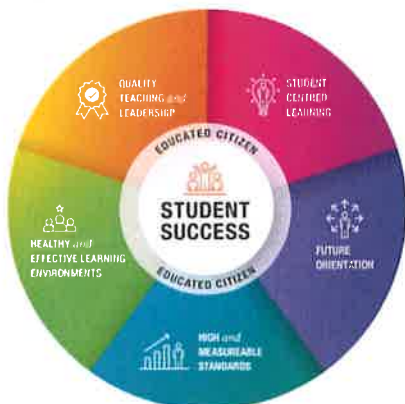 QUALITY
TEACHING and
LEADERSHIP
STUDENT
CENTRED
LEARNING
EDUCATED CITIZEN
STUDENT
SUCCESS
EDUCATED CITIZEN
HEALTHY and
EFFECTIVE LEARNING
ENVIRONMENTS
FUTURE
ORIENTATION
HIGH and
MEASUREABLE
STANDARDS